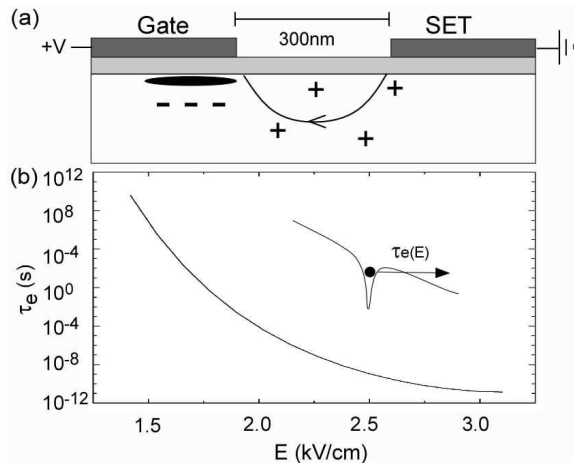 (a)
Gate
300nm
SET
+V
+
+
- - -
+
+
(b)
τe (s)
10^12
10^8
10^-4
10^0
10^-4
10^-8
10^-12
τe(E)
1.5 2.0 2.5 3.0
E (kV/cm)